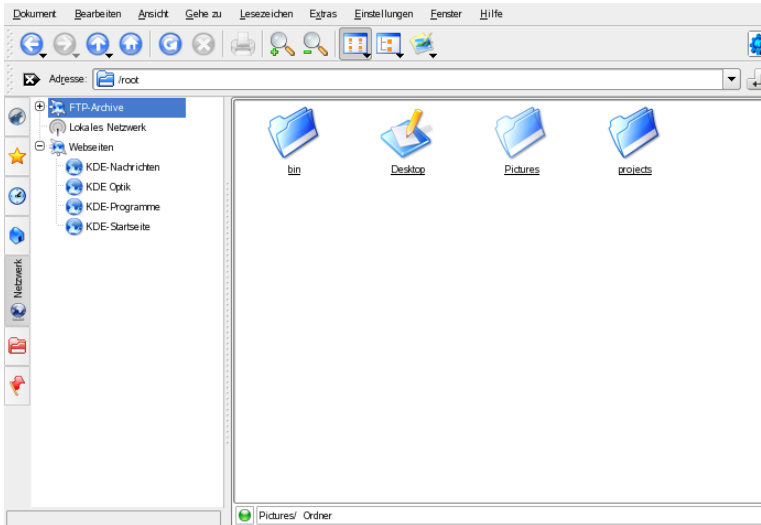 Dokument Bearbeiten Ansicht Gehe zu Lesezeichen Extras Einstellungen Fenster Hilfe
Adresse: /root
FTP-Archive
Lokales Netzwerk
Webseiten
KDE-Nachrichten
KDE Optik
KDE-Programme
KDE-Startseite
Netzwerk
bin Desktop Pictures projects
Pictures/ Ordner